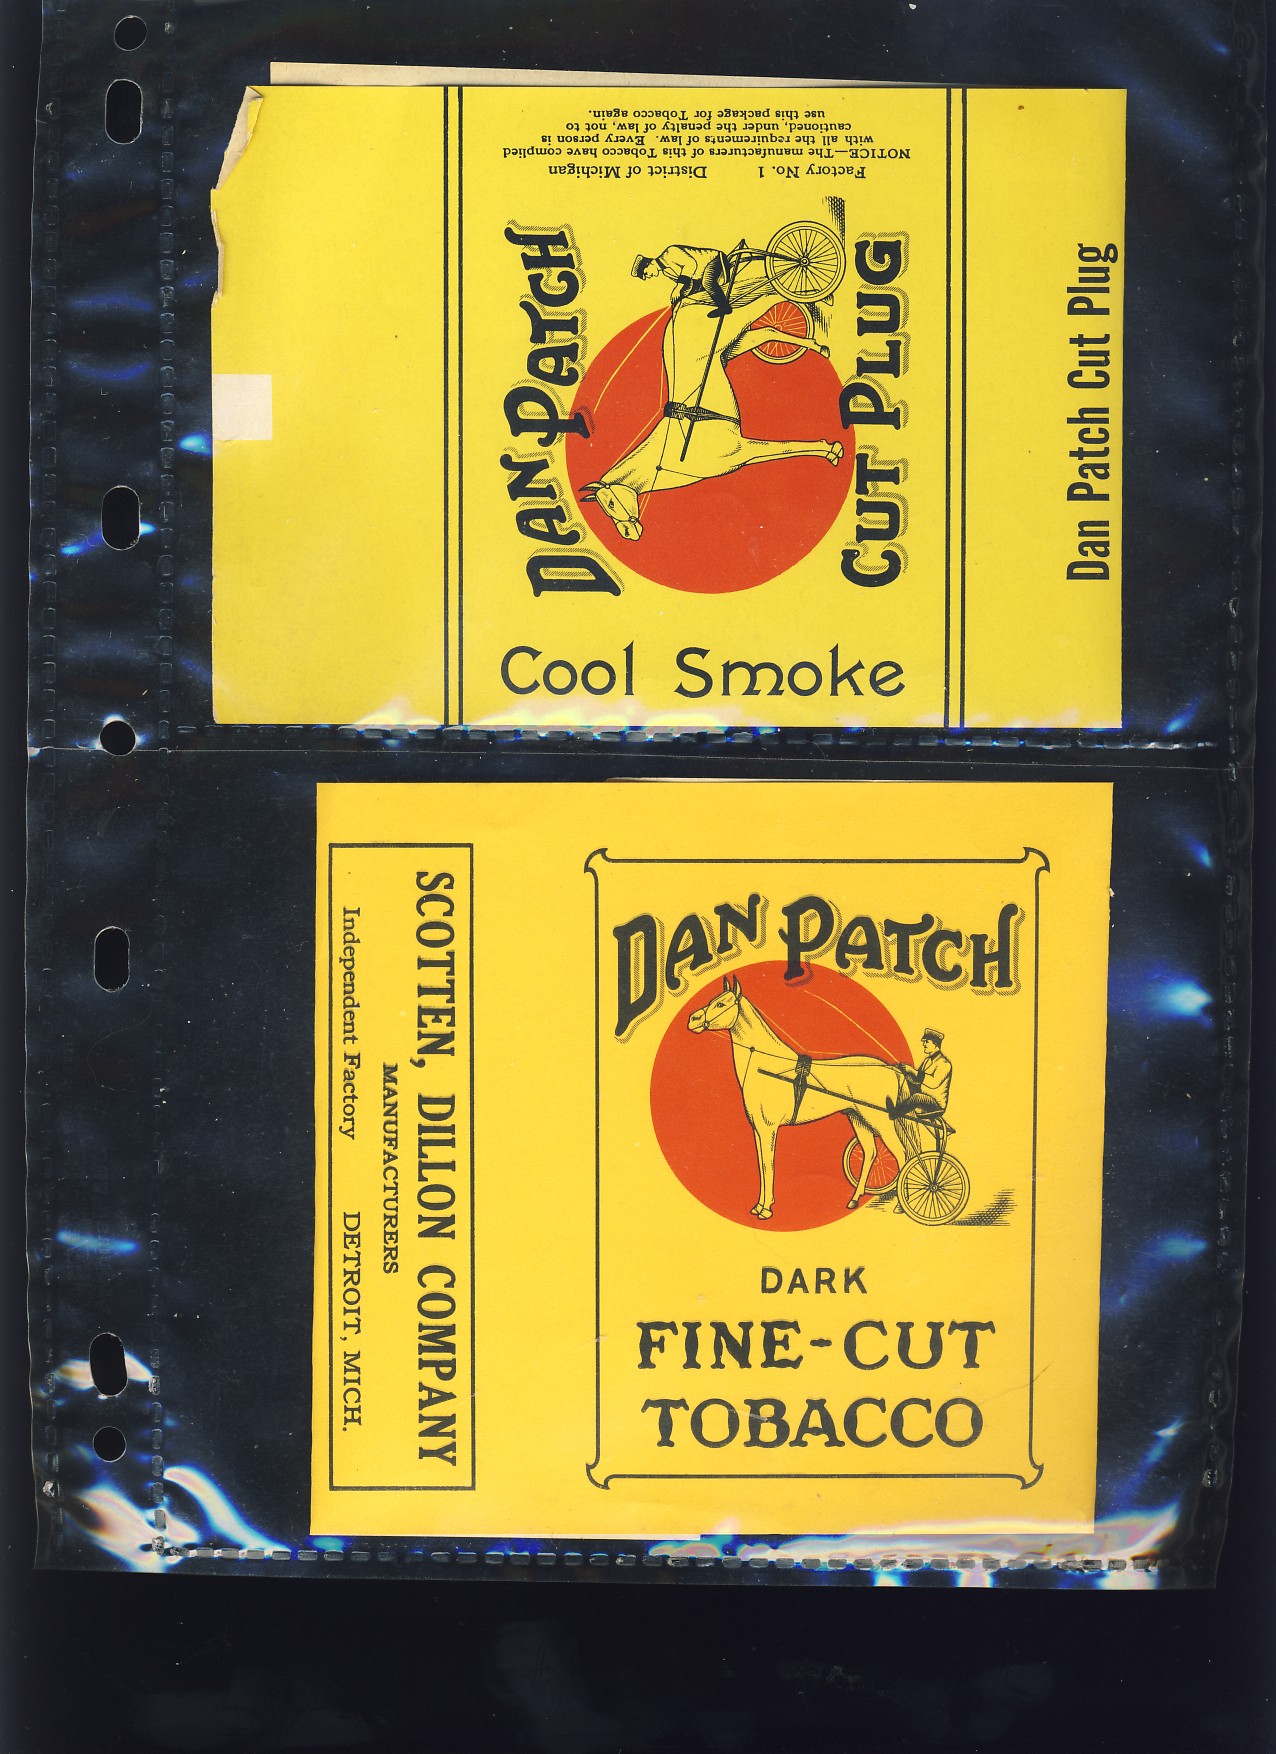 Factory No. 1 District of Michigan
NOTICE—The manufacturers of this Tobacco have complied
with all the requirements of law. Every person is
cautioned, under the penalty of law, not to
use this package for Tobacco again.
DAN PATCH
CUT PLUG
Cool Smoke
Dan Patch Cut Plug
SCOTTEN, DILLON COMPANY
MANUFACTURERS
Independent Factory DETROIT, MICH.
DAN PATCH
DARK
FINE-CUT
TOBACCO